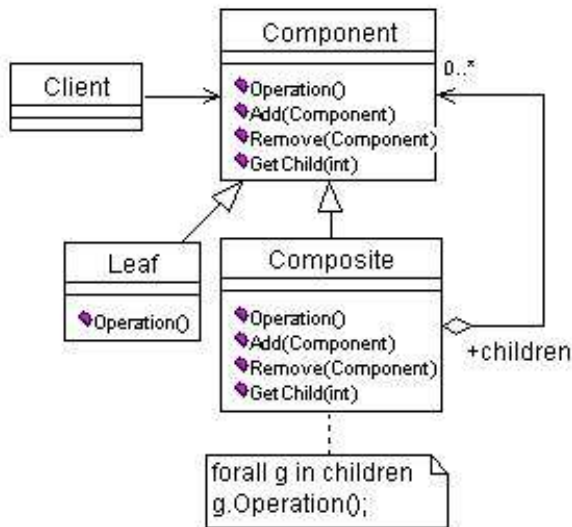 Component
0..*
Client
Operation()
Add(Component)
Remove(Component)
GetChild(int)
Leaf
Operation()
Composite
Operation()
Add(Component)
Remove(Component)
GetChild(int)
+children
forall g in children
g.Operation();